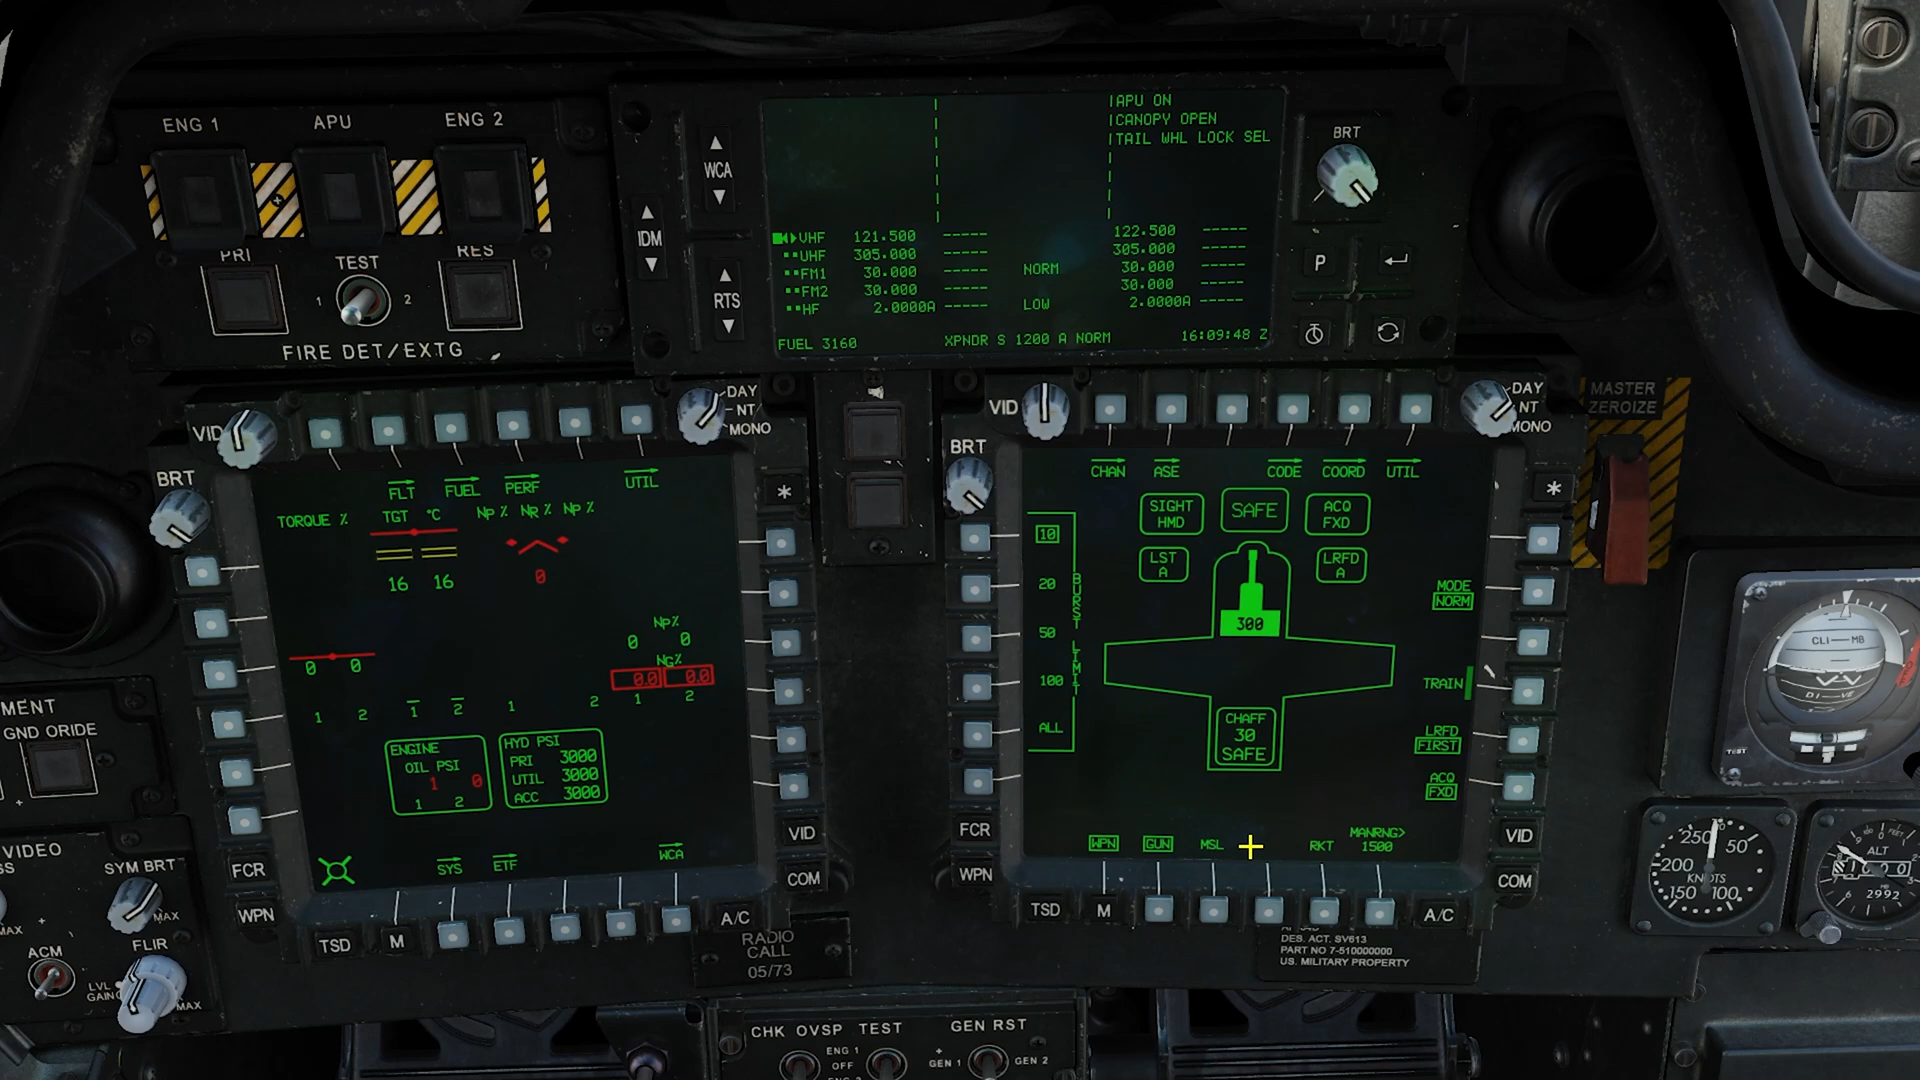 ENG 1
APU
ENG 2
PRI
TEST
RES
1
2
FIRE DET/EXTG
WCA
IDM
RTS
APU ON
CANOPY OPEN
TAIL WHL LOCK SEL
VHF 121.500 -----
UHF 305.000 -----
FM1 30.000 -----
FM2 30.000 -----
HF 2.0000A -----
NORM
LOW
122.500 -----
305.000 -----
30.000 -----
30.000 -----
2.0000A -----
FUEL 3160
XPNDR S 1200 A NORM
16:09:48 Z
BRT
P
VID
DAY
NT
MONO
BRT
*
FLT
FUEL
PERF
UTIL
TORQUE %
TGT °C
NP % NR % NP %
16 16
0
0 0
NP%
0 0
NG%
0.0 0.0
1 2
1 2
1 2
1 2
ENGINE
OIL PSI
1 0
1 2
HYD PSI
PRI 3000
UTIL 3000
ACC 3000
SYS
ETF
WCA
FCR
WPN
TSD
M
A/C
VID
COM
VID
BRT
DAY
NT
MONO
*
CHAN
ASE
CODE
COORD
UTIL
SIGHT
HMD
SAFE
ACQ
FXD
LST
A
LRFD
A
10
20
50
100
ALL
BURST LIMIT
300
CHAFF
30
SAFE
MODE
NORM
TRAIN
LRFD
FIRST
ACQ
FXD
WPN
GUN
MSL
RKT
MANRNG>
1500
FCR
WPN
TSD
M
A/C
VID
COM
MASTER
ZEROIZE
MENT
GND ORIDE
VIDEO
SYM BRT
MAX
MAX
ACM
FLIR
LVL
GAIN
MAX
RADIO
CALL
05/73
DES. ACT. SV613
PART NO 7-510000000
US. MILITARY PROPERTY
CHK OVSP TEST
ENG 1
OFF
GEN RST
GEN 1
GEN 2
CLI MB
TEST
250
50
200
KNOTS
150
100
FEET
ALT
2992